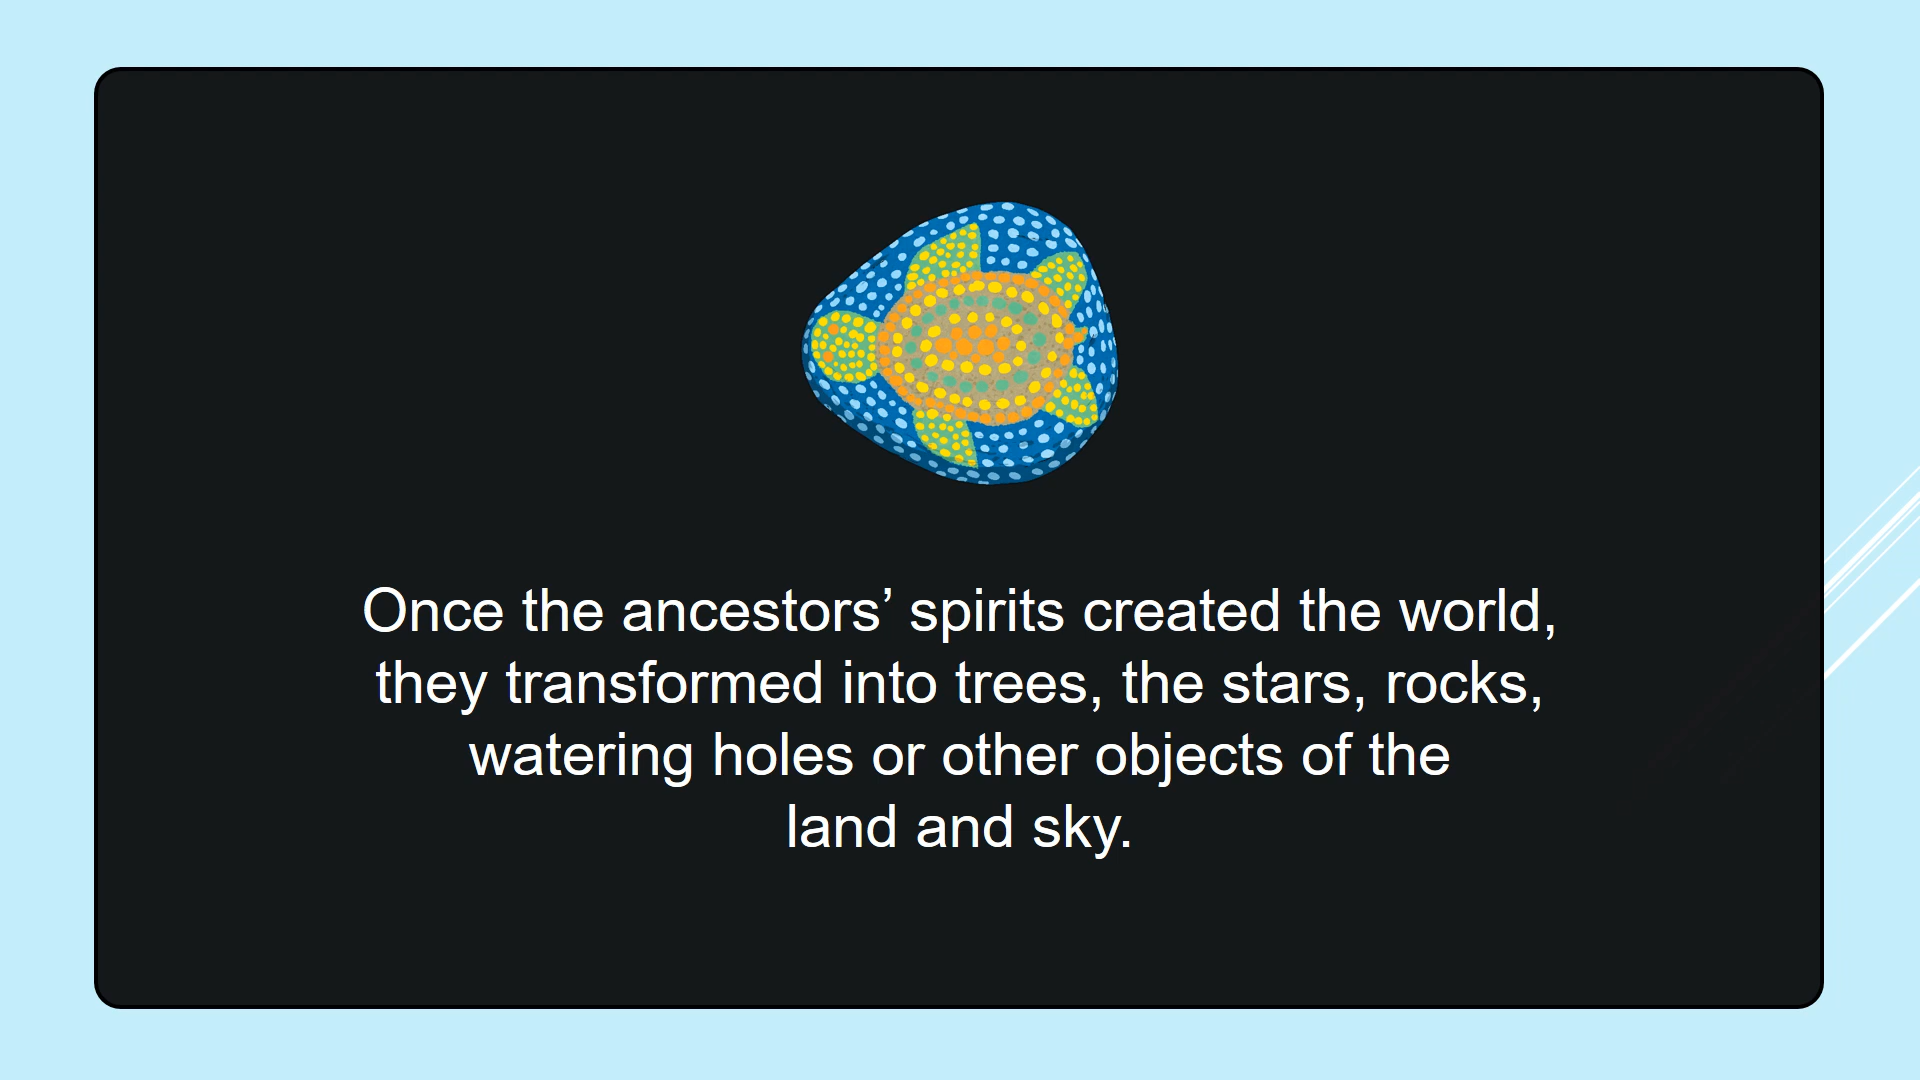 Once the ancestors’ spirits created the world,
they transformed into trees, the stars, rocks,
watering holes or other objects of the
land and sky.